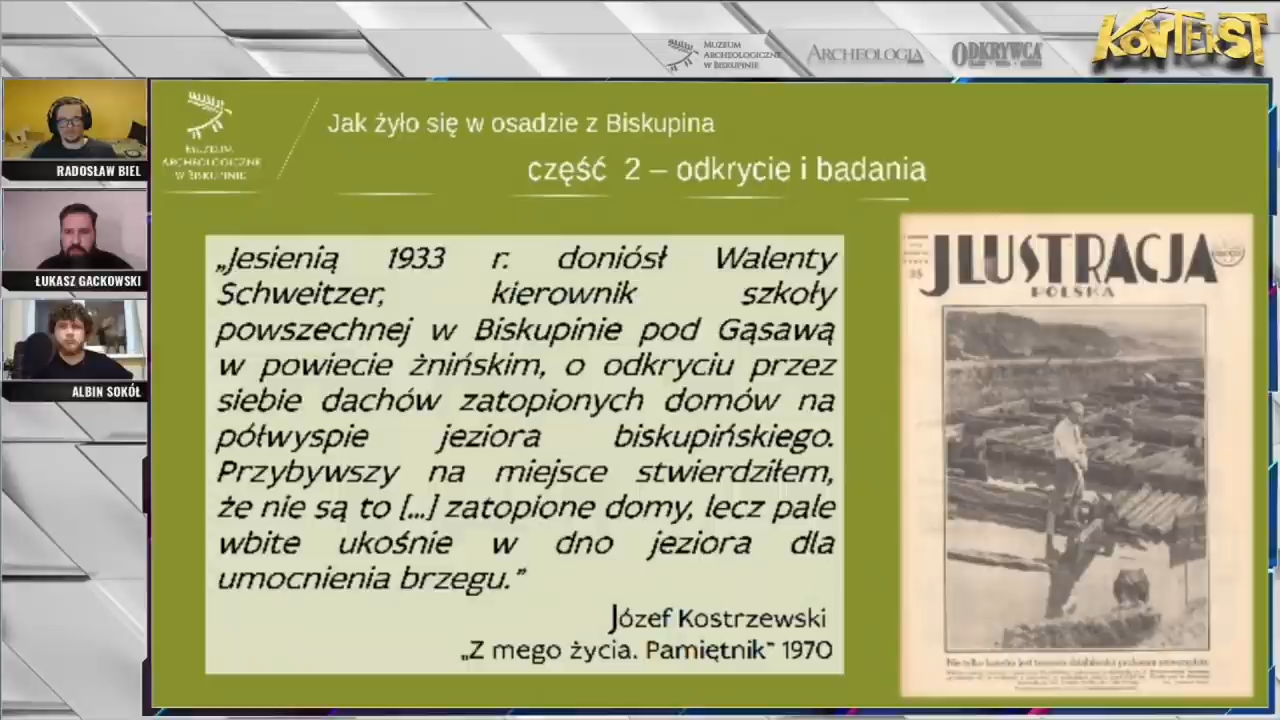 MUZEUM
ARCHEOLOGICZNE
W BISKUPINIE
ARCHEOLOGIA
ODKRYWCA
KONTEKST
RADOSŁAW BIEL
ŁUKASZ GACKOWSKI
ALBIN SOKÓŁ
MUZEUM
ARCHEOLOGICZNE
W BISKUPINIE
Jak żyło się w osadzie z Biskupina
część 2 – odkrycie i badania
„Jesienią 1933 r. doniósł Walenty
Schweitzer, kierownik szkoły
powszechnej w Biskupinie pod Gąsawą
w powiecie żnińskim, o odkryciu przez
siebie dachów zatopionych domów na
półwyspie jeziora biskupińskiego.
Przybywszy na miejsce stwierdziłem,
że nie są to [...] zatopione domy, lecz pale
wbite ukośnie w dno jeziora dla
umocnienia brzegu.”
Józef Kostrzewski
„Z mego życia. Pamiętnik” 1970
JLUSTRACJA
POLSKA